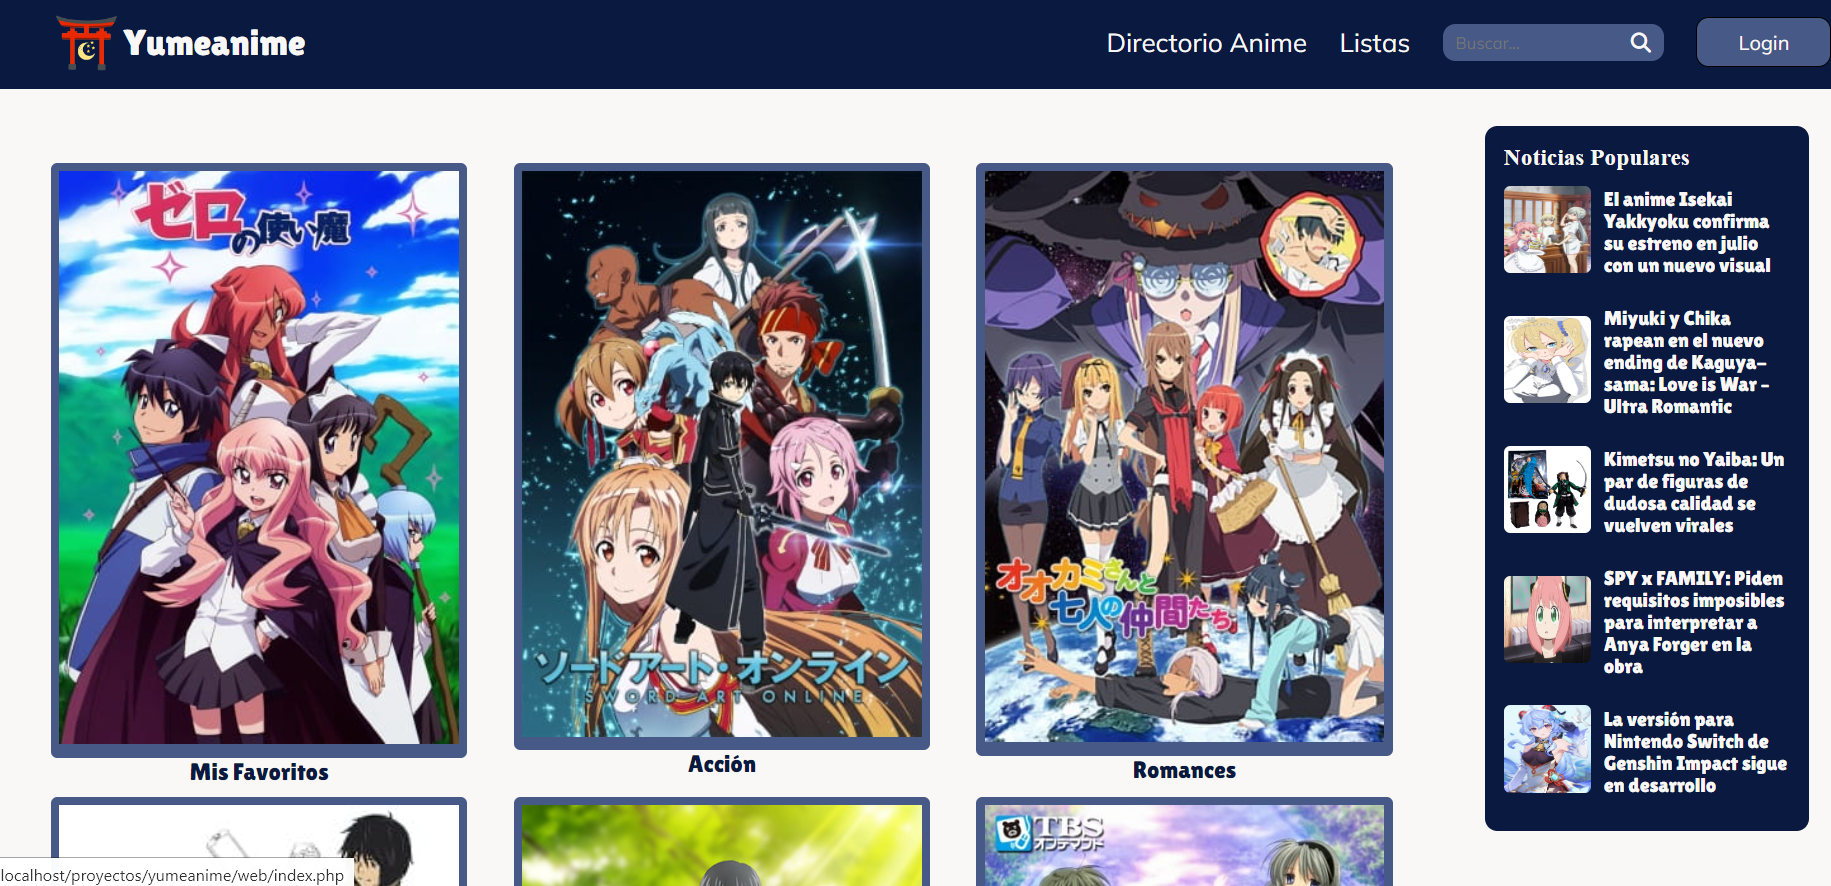 Yumeanime
Directorio Anime
Listas
Buscar...
Login
ゼロの使い魔
ソードアート・オンライン
SWORD ART ONLINE
オオカミさんと
七人の仲間たち。
Mis Favoritos
Acción
Romances
TBS
オンデマンド
Noticias Populares
El anime Isekai
Yakkyoku confirma
su estreno en julio
con un nuevo visual
Miyuki y Chika
rapean en el nuevo
ending de Kaguya-
sama: Love is War -
Ultra Romantic
Kimetsu no Yaiba: Un
par de figuras de
dudosa calidad se
vuelven virales
SPY x FAMILY: Piden
requisitos imposibles
para interpretar a
Anya Forger en la
obra
La versión para
Nintendo Switch de
Genshin Impact sigue
en desarrollo
localhost/proyectos/yumeanime/web/index.php